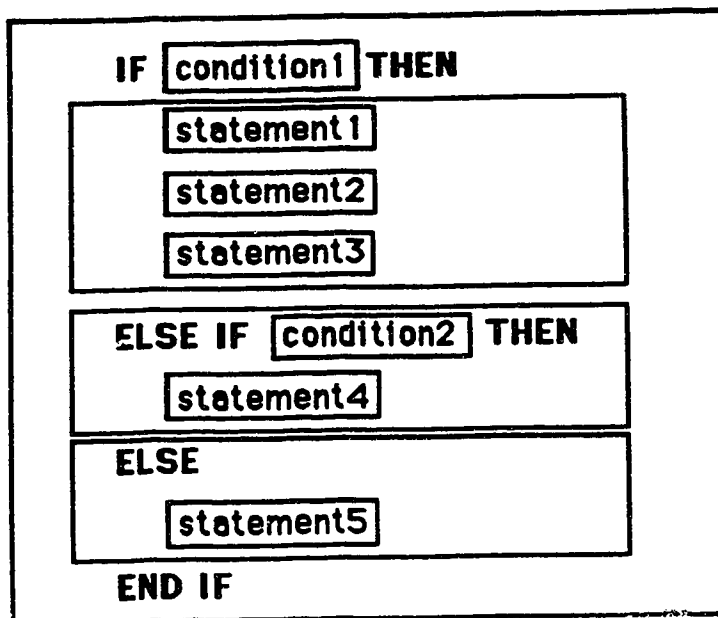 IF condition1 THEN
statement1
statement2
statement3
ELSE IF condition2 THEN
statement4
ELSE
statement5
END IF